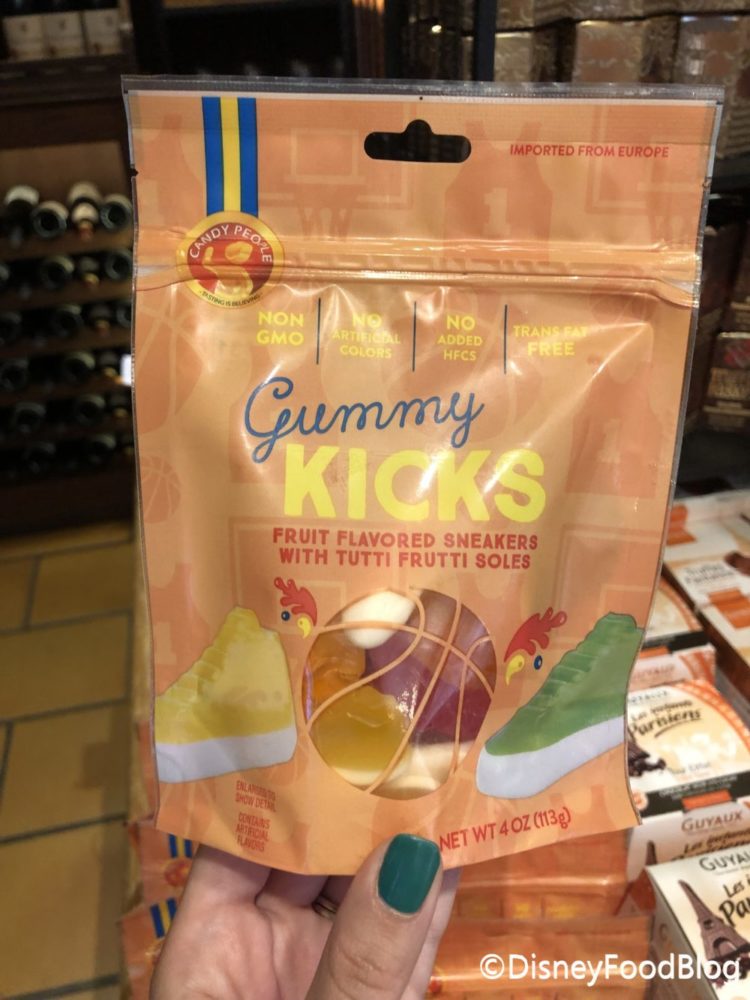 IMPORTED FROM EUROPE
CANDY PEOPLE
TASTING IS BELIEVING
NON
GMO
NO
ARTIFICIAL
COLORS
NO
ADDED
HFCS
TRANS FAT
FREE
Gummy
KICKS
FRUIT FLAVORED SNEAKERS
WITH TUTTI FRUTTI SOLES
ENLARGED TO
SHOW DETAIL
CONTAINS
ARTIFICIAL
FLAVORS
NET WT 4 OZ (113g)
Parisiens
GUYAUX
GUYAUX
Les
©DisneyFoodBlog